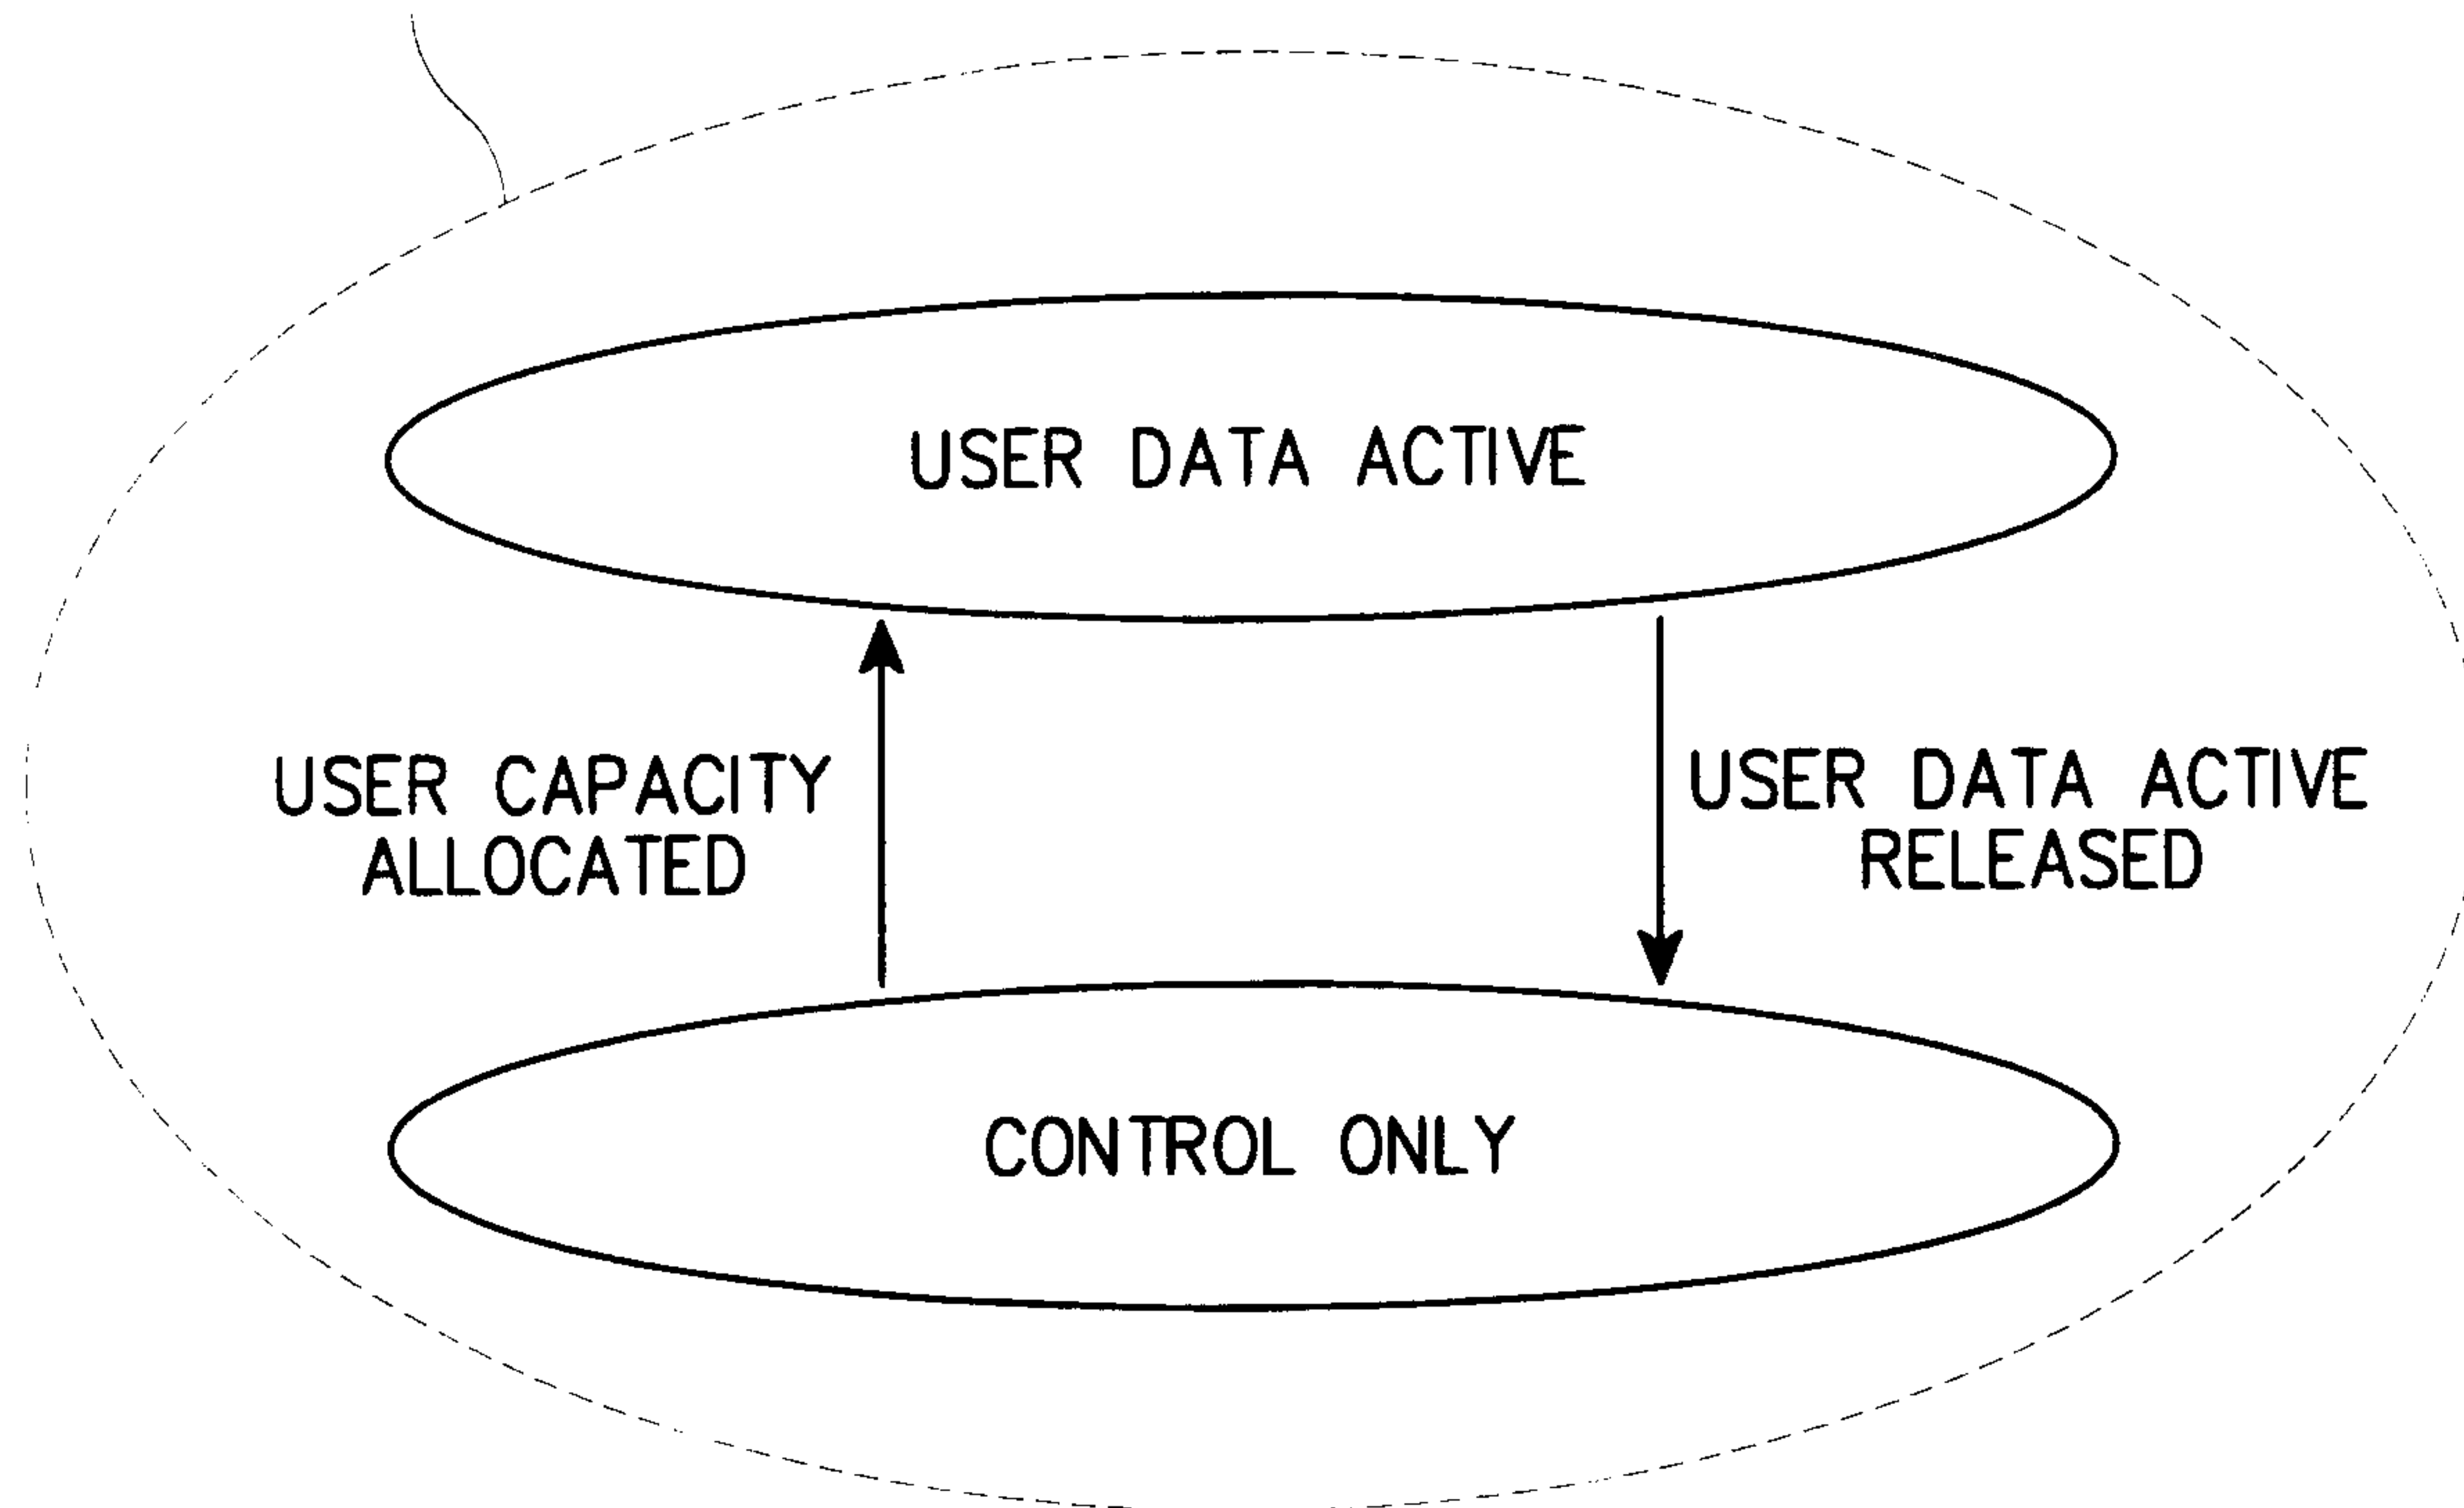 USER DATA ACTIVE
USER CAPACITY
ALLOCATED
USER DATA ACTIVE
RELEASED
CONTROL ONLY